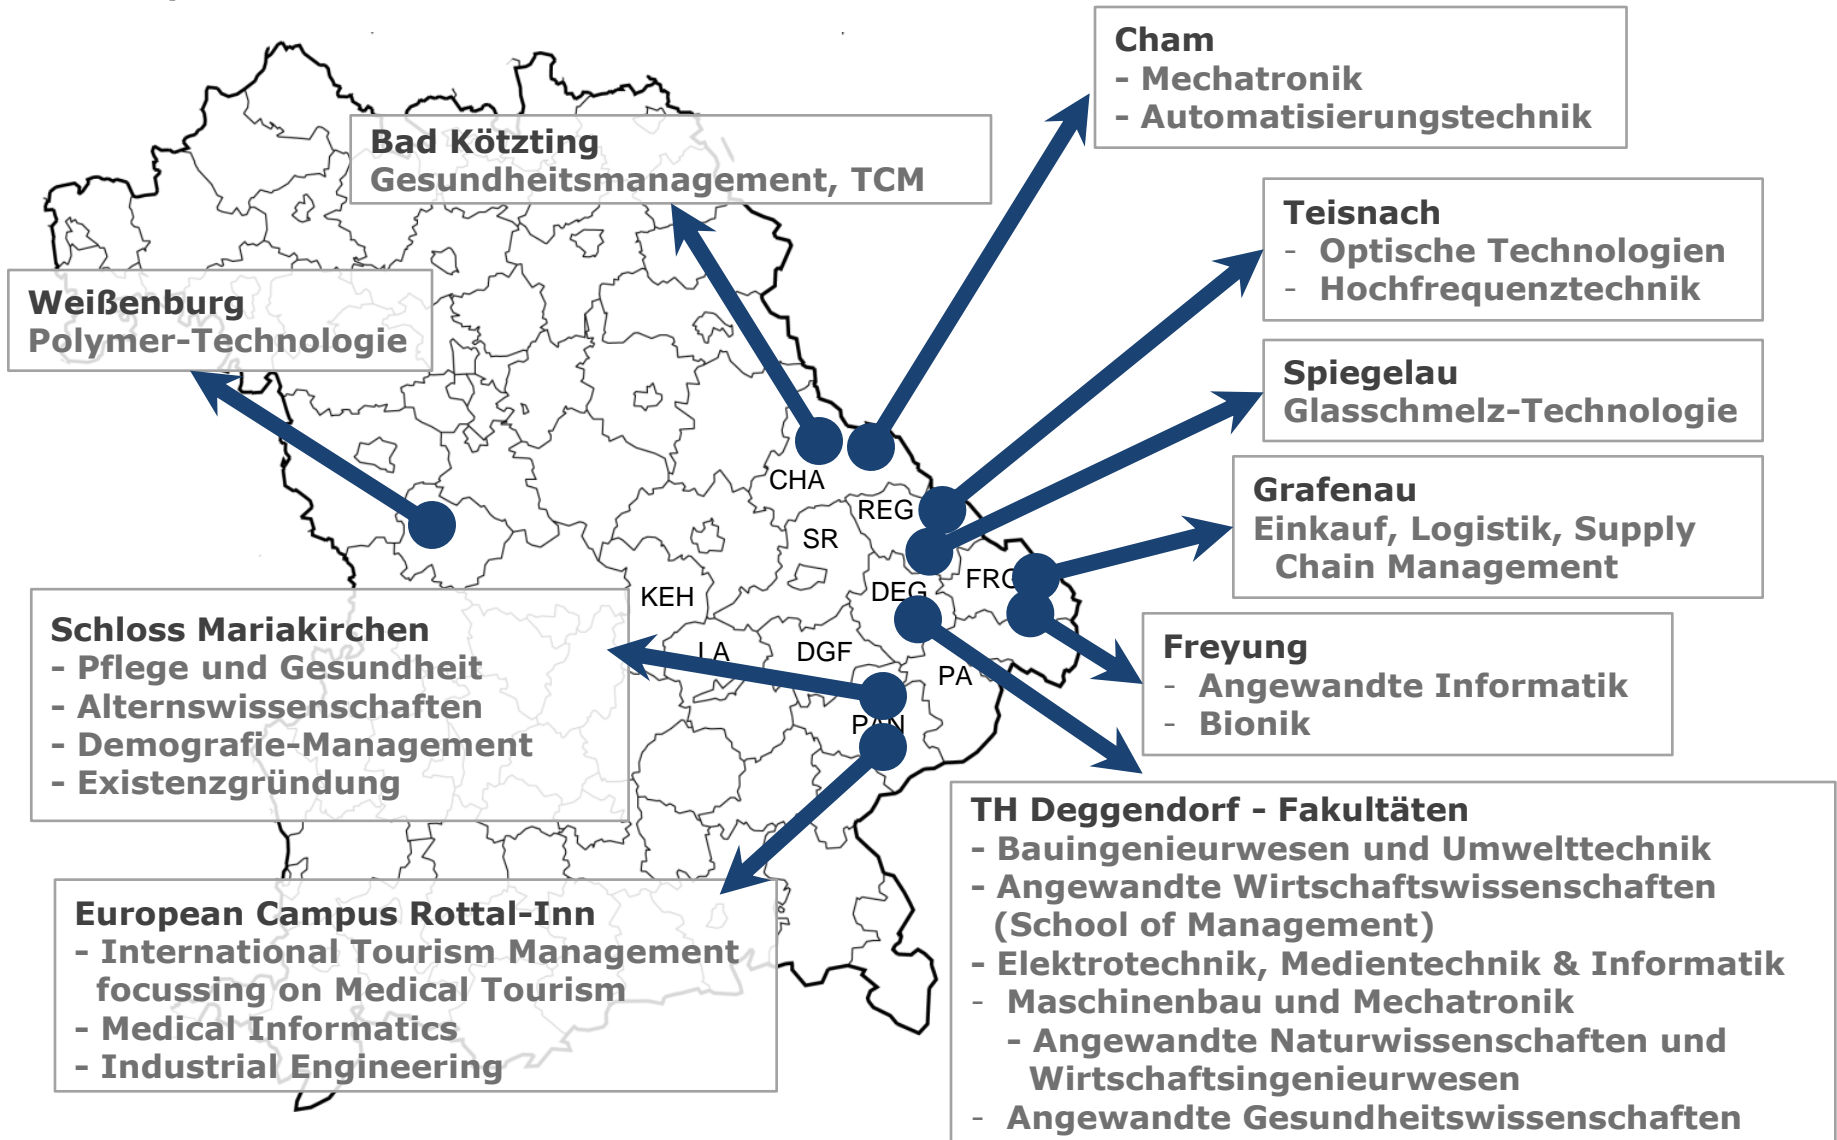 Cham
- Mechatronik
- Automatisierungstechnik
Bad Kötzting
Gesundheitsmanagement, TCM
Teisnach
- Optische Technologien
- Hochfrequenztechnik
Weißenburg
Polymer-Technologie
Spiegelau
Glasschmelz-Technologie
Grafenau
Einkauf, Logistik, Supply
Chain Management
CHA
REG
SR
FRG
DEG
KEH
LA
DGF
PA
PAN
Schloss Mariakirchen
- Pflege und Gesundheit
- Alternswissenschaften
- Demografie-Management
- Existenzgründung
Freyung
- Angewandte Informatik
- Bionik
European Campus Rottal-Inn
- International Tourism Management
focussing on Medical Tourism
- Medical Informatics
- Industrial Engineering
TH Deggendorf - Fakultäten
- Bauingenieurwesen und Umwelttechnik
- Angewandte Wirtschaftswissenschaften
(School of Management)
- Elektrotechnik, Medientechnik & Informatik
- Maschinenbau und Mechatronik
- Angewandte Naturwissenschaften und
Wirtschaftsingenieurwesen
- Angewandte Gesundheitswissenschaften